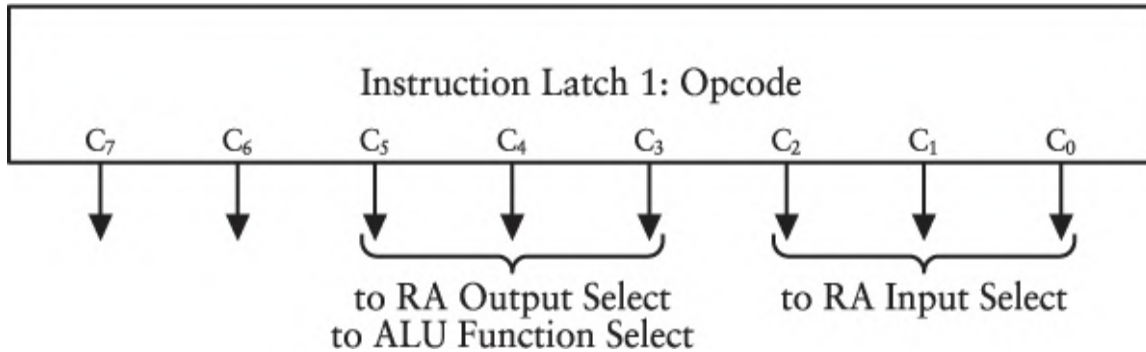 Instruction Latch 1: Opcode
C₇ C₆ C₅ C₄ C₃ C₂ C₁ C₀
to RA Output Select to RA Input Select
to ALU Function Select